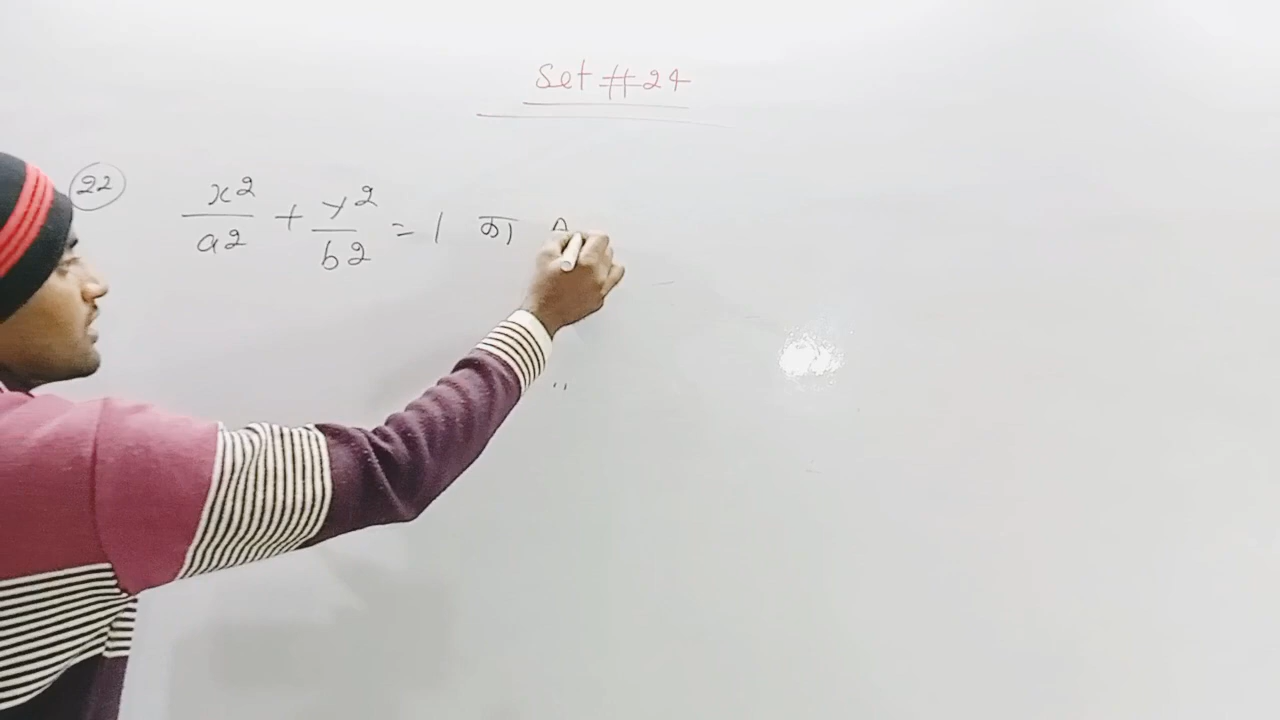 Set # 24
22 x2/a2 + y2/b2 = 1 का